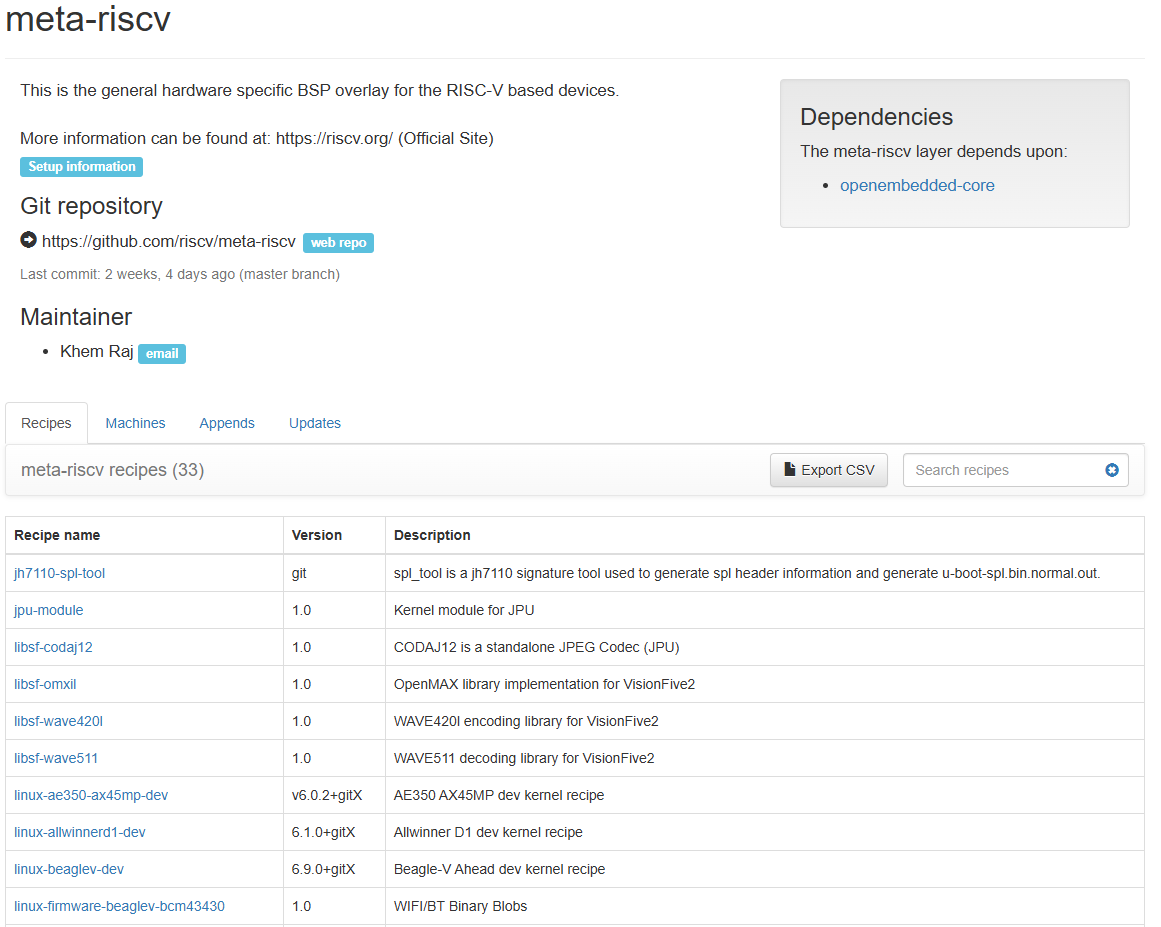 meta-riscv
This is the general hardware specific BSP overlay for the RISC-V based devices.
More information can be found at: https://riscv.org/ (Official Site)
Setup information
Git repository
https://github.com/riscv/meta-riscv web repo
Last commit: 2 weeks, 4 days ago (master branch)
Maintainer
• Khem Raj email
Dependencies
The meta-riscv layer depends upon:
• openembedded-core
Recipes Machines Appends Updates
meta-riscv recipes (33) Export CSV Search recipes
Recipe name Version Description
jh7110-spl-tool git spl_tool is a jh7110 signature tool used to generate spl header information and generate u-boot-spl.bin.normal.out.
jpu-module 1.0 Kernel module for JPU
libsf-codaj12 1.0 CODAJ12 is a standalone JPEG Codec (JPU)
libsf-omxil 1.0 OpenMAX library implementation for VisionFive2
libsf-wave420l 1.0 WAVE420l encoding library for VisionFive2
libsf-wave511 1.0 WAVE511 decoding library for VisionFive2
linux-ae350-ax45mp-dev v6.0.2+gitX AE350 AX45MP dev kernel recipe
linux-allwinnerd1-dev 6.1.0+gitX Allwinner D1 dev kernel recipe
linux-beaglev-dev 6.9.0+gitX Beagle-V Ahead dev kernel recipe
linux-firmware-beaglev-bcm43430 1.0 WIFI/BT Binary Blobs